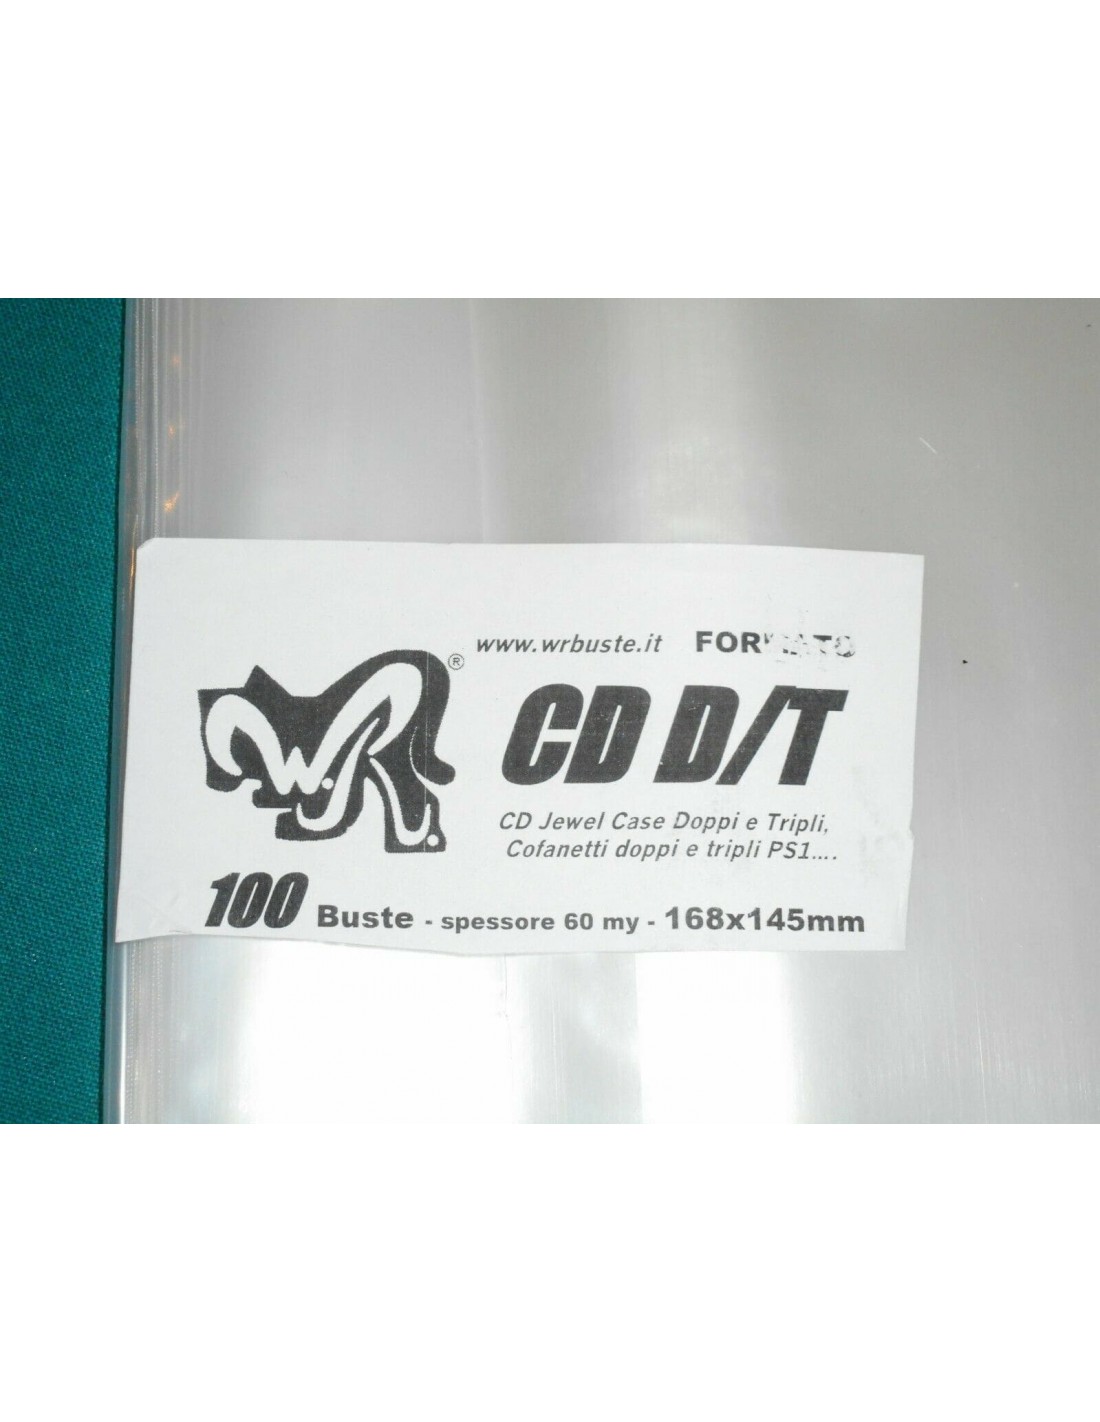 www.wrbuste.it FORMATO
W.R. ®
CD D/T
CD Jewel Case Doppi e Tripli,
Cofanetti doppi e tripli PS1....
100 Buste - spessore 60 my - 168x145mm